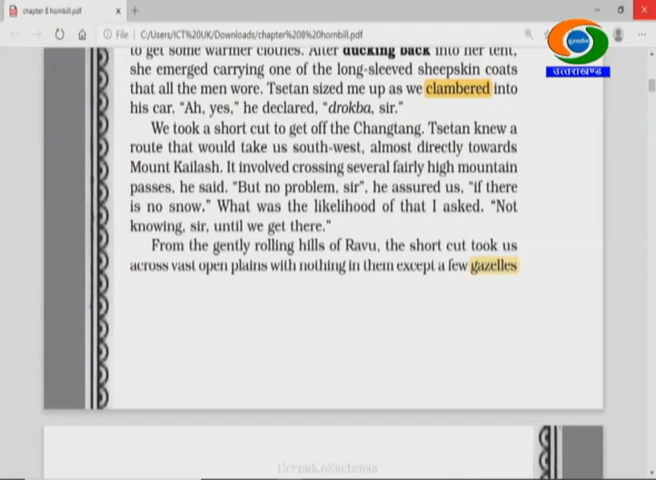 chapter 8 hornbill.pdf
File | C:/Users/ICT%20UK/Downloads/chapter%208%20hornbill.pdf
to get some warmer clothes. After ducking back into her tent,
she emerged carrying one of the long-sleeved sheepskin coats
that all the men wore. Tsetan sized me up as we clambered into
his car. “Ah, yes,” he declared, “drokba, sir.”
We took a short cut to get off the Changtang. Tsetan knew a
route that would take us south-west, almost directly towards
Mount Kailash. It involved crossing several fairly high mountain
passes, he said. “But no problem, sir”, he assured us, “if there
is no snow.” What was the likelihood of that I asked. “Not
knowing, sir, until we get there.”
From the gently rolling hills of Ravu, the short cut took us
across vast open plains with nothing in them except a few gazelles
उत्तराखण्ड